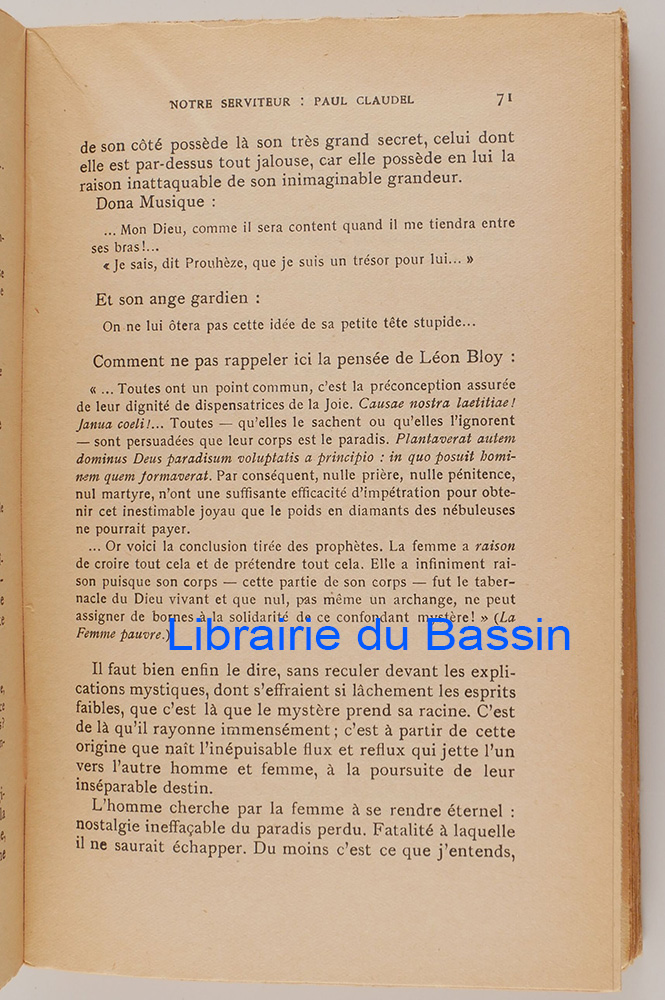 NOTRE SERVITEUR : PAUL CLAUDEL 71
de son côté possède là son très grand secret, celui dont
elle est par-dessus tout jalouse, car elle possède en lui la
raison inattaquable de son inimaginable grandeur.
Dona Musique :
... Mon Dieu, comme il sera content quand il me tiendra entre
ses bras!...
« Je sais, dit Prouhèze, que je suis un trésor pour lui... »
Et son ange gardien :
On ne lui ôtera pas cette idée de sa petite tête stupide...
Comment ne pas rappeler ici la pensée de Léon Bloy :
« ... Toutes ont un point commun, c'est la préconception assurée
de leur dignité de dispensatrices de la Joie. Causae nostra laetitiae!
Janua coeli!... Toutes — qu'elles le sachent ou qu'elles l'ignorent
— sont persuadées que leur corps est le paradis. Plantaverat autem
dominus Deus paradisum voluptatis a principio : in quo posuit homi-
nem quem formaverat. Par conséquent, nulle prière, nulle pénitence,
nul martyre, n'ont une suffisante efficacité d'impétration pour obte-
nir cet inestimable joyau que le poids en diamants des nébuleuses
ne pourrait payer.
... Or voici la conclusion tirée des prophètes. La femme a raison
de croire tout cela et de prétendre tout cela. Elle a infiniment rai-
son puisque son corps — cette partie de son corps — fut le taber-
nacle du Dieu vivant et que nul, pas même un archange, ne peut
assigner de bornes à la solidarité de ce confondant mystère! » (La
Femme pauvre.)
Librairie du Bassin
Il faut bien enfin le dire, sans reculer devant les expli-
cations mystiques, dont s'effraient si lâchement les esprits
faibles, que c'est là que le mystère prend sa racine. C'est
de là qu'il rayonne immensément ; c'est à partir de cette
origine que naît l'inépuisable flux et reflux qui jette l'un
vers l'autre homme et femme, à la poursuite de leur
inséparable destin.
L'homme cherche par la femme à se rendre éternel :
nostalgie ineffaçable du paradis perdu. Fatalité à laquelle
il ne saurait échapper. Du moins c'est ce que j'entends,